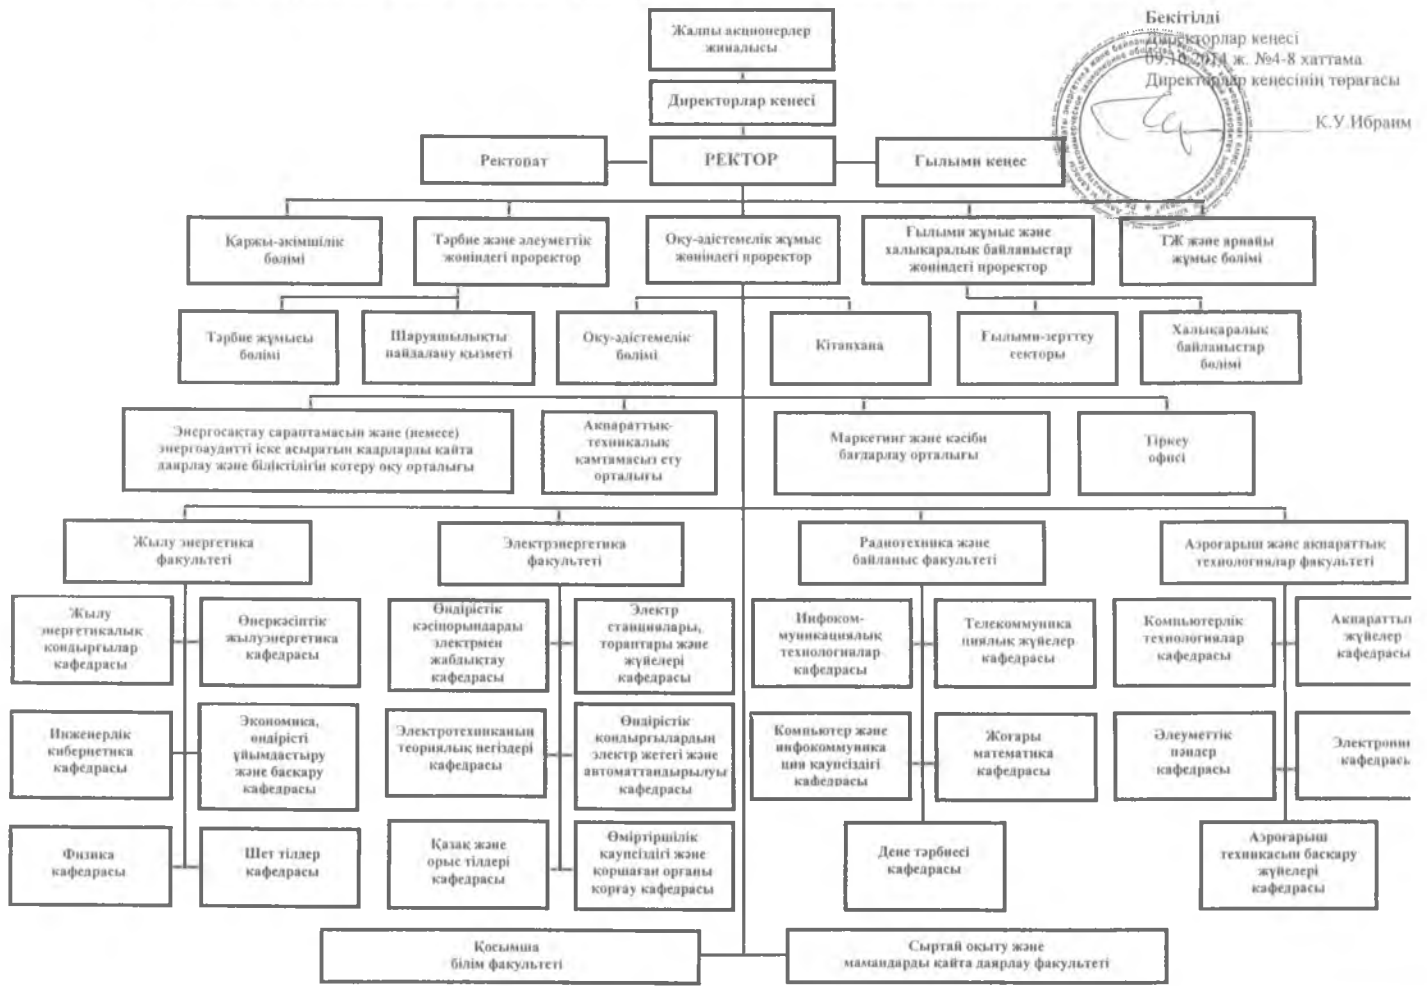 Бекітілді
Директорлар кеңесі
09.10.2014 ж. №4-8 хаттама
Директорлар кеңесінің төрағасы
К.У.Ибраим
Жалпы акционерлер
жиналысы
Директорлар кеңесі
Ректорат
РЕКТОР
Ғылыми кеңес
Қаржы-әкімшілік
бөлімі
Тәрбие және әлеуметтік
жөніндегі проректор
Оқу-әдістемелік жұмыс
жөніндегі проректор
Ғылыми жұмыс және
халықаралық байланыстар
жөніндегі проректор
ТЖ және арнайы
жұмыс бөлімі
Тәрбие жұмысы
бөлімі
Шаруашылықты
пайдалану қызметі
Оқу-әдістемелік
бөлімі
Кітапхана
Ғылыми-зерттеу
секторы
Халықаралық
байланыстар
бөлімі
Энергосақтау сараптамасын және (немесе)
энергоаудитті іске асыратын кадрларды қайта
даярлау және біліктілігін көтеру оқу орталығы
Ақпараттық-
техникалық
қамтамасыз ету
орталығы
Маркетинг және кәсіби
бағдарлау орталығы
Тіркеу
офисі
Жылу энергетика
факультеті
Электрэнергетика
факультеті
Радиотехника және
байланыс факультеті
Аэроғарыш және ақпараттық
технологиялар факультеті
Жылу
энергетикалық
қондырғылар
кафедрасы
Өнеркәсіптік
жылуэнергетика
кафедрасы
Өндірістік
кәсіпорындарды
электрмен
жабдықтау
кафедрасы
Электр
станциялары,
тораптары және
жүйелері
кафедрасы
Инфоком-
муникациялық
технологиялар
кафедрасы
Телекоммуника
циялық жүйелер
кафедрасы
Компьютерлік
технологиялар
кафедрасы
Ақпаратты
жүйелер
кафедрасы
Инженерлік
кибернетика
кафедрасы
Экономика,
өндірісті
ұйымдастыру
және басқару
кафедрасы
Электротехниканың
теориялық негіздері
кафедрасы
Өндірістік
қондырғылардың
электр жетегі және
автоматтандырылуы
кафедрасы
Компьютер және
инфокоммуника
ция қаупсіздігі
кафедрасы
Жоғары
математика
кафедрасы
Әлеуметтік
пәндер
кафедрасы
Электроник
кафедрась
Физика
кафедрасы
Шет тілдер
кафедрасы
Қазақ және
орыс тілдері
кафедрасы
Өміртіршілік
қаупсіздігі және
қоршаған ортаны
қорғау кафедрасы
Дене тәрбиесі
кафедрасы
Аэроғарыш
техникасын басқару
жүйелері
кафедрасы
Қосымша
білім факультеті
Сыртай оқыту және
мамандарды қайта даярлау факультеті